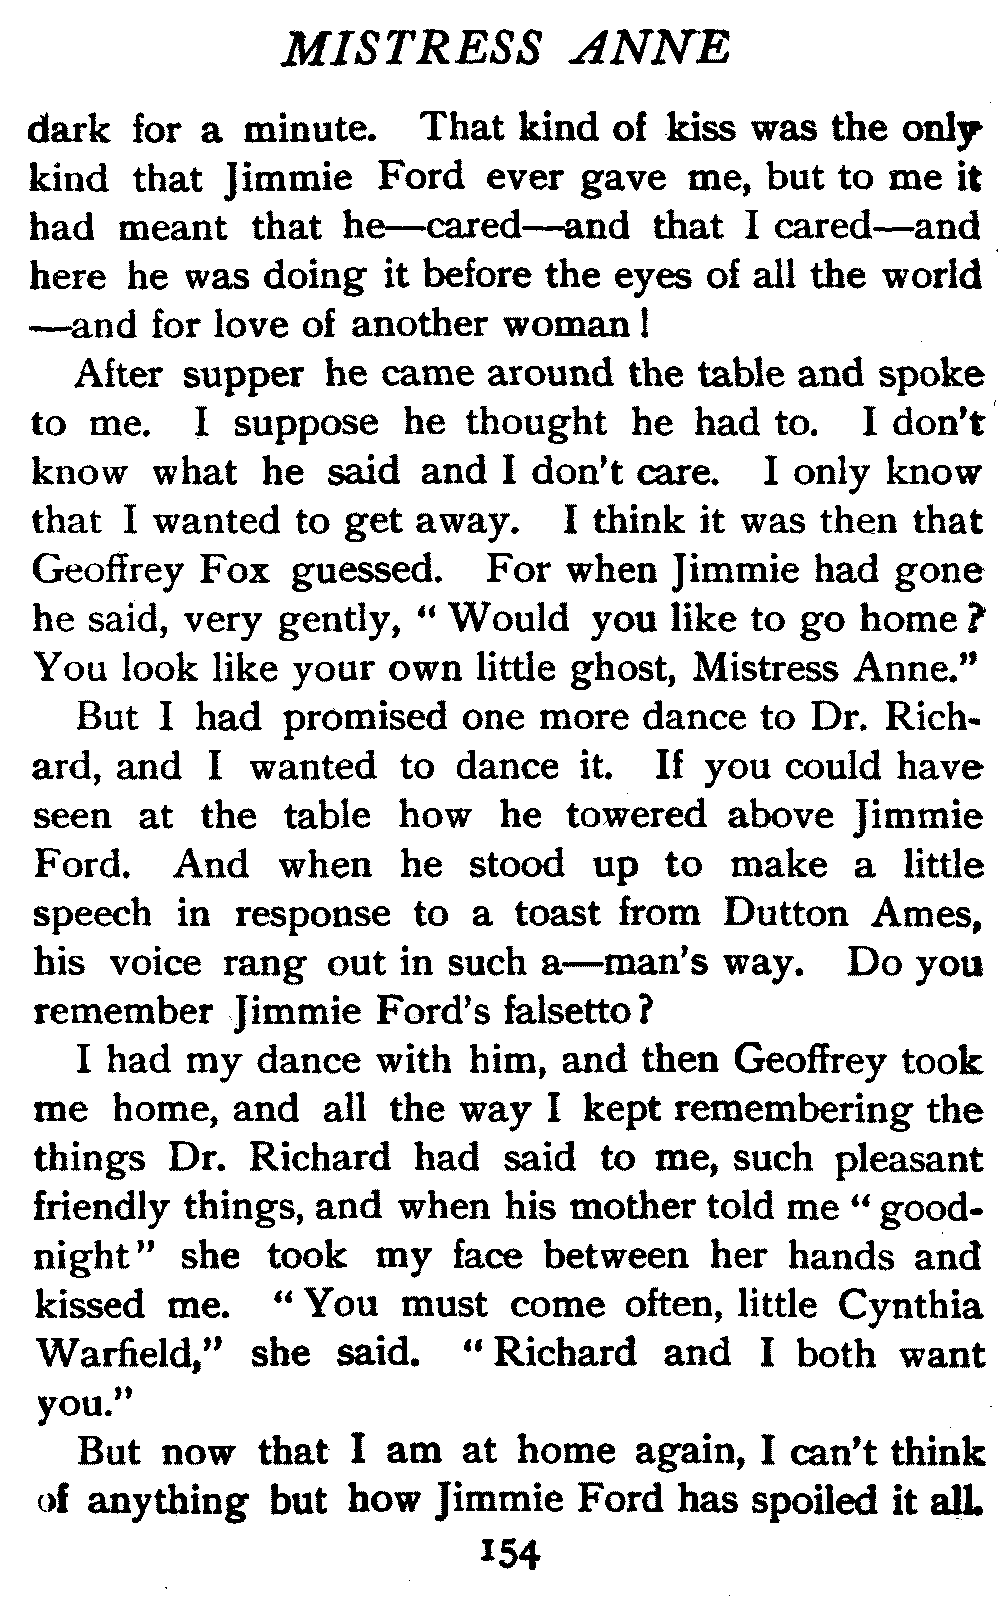 MISTRESS ANNE
dark for a minute. That kind of kiss was the only
kind that Jimmie Ford ever gave me, but to me it
had meant that he—cared—and that I cared—and
here he was doing it before the eyes of all the world
—and for love of another woman!
After supper he came around the table and spoke
to me. I suppose he thought he had to. I don't
know what he said and I don't care. I only know
that I wanted to get away. I think it was then that
Geoffrey Fox guessed. For when Jimmie had gone
he said, very gently, "Would you like to go home?
You look like your own little ghost, Mistress Anne."
But I had promised one more dance to Dr. Rich-
ard, and I wanted to dance it. If you could have
seen at the table how he towered above Jimmie
Ford. And when he stood up to make a little
speech in response to a toast from Dutton Ames,
his voice rang out in such a—man's way. Do you
remember Jimmie Ford's falsetto?
I had my dance with him, and then Geoffrey took
me home, and all the way I kept remembering the
things Dr. Richard had said to me, such pleasant
friendly things, and when his mother told me "good-
night" she took my face between her hands and
kissed me. "You must come often, little Cynthia
Warfield," she said. "Richard and I both want
you."
But now that I am at home again, I can't think
of anything but how Jimmie Ford has spoiled it all.
154